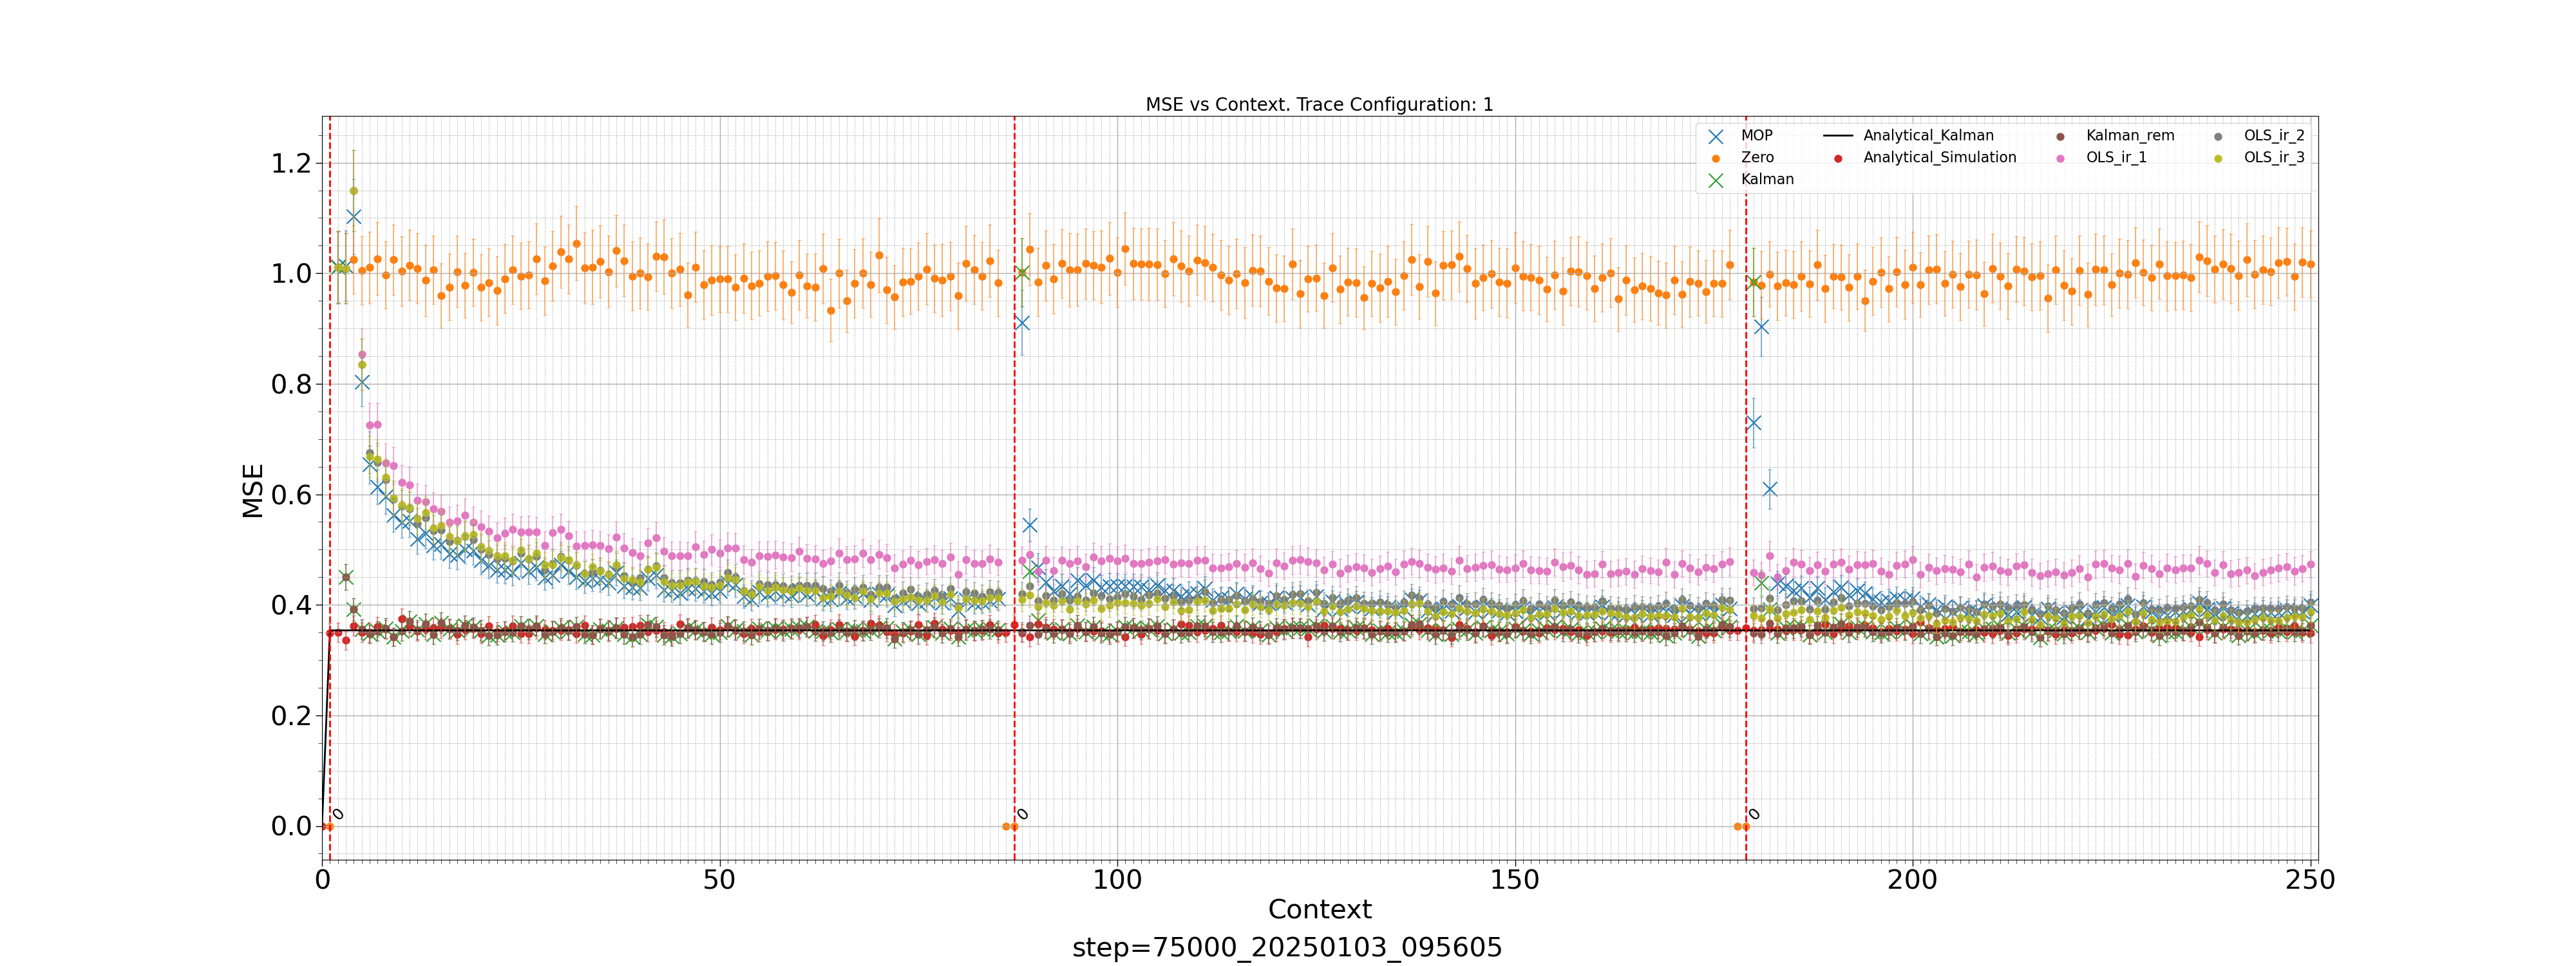 MSE vs Context. Trace Configuration: 1
MOP
Zero
Kalman
Analytical_Kalman
Analytical_Simulation
Kalman_rem
OLS_ir_1
OLS_ir_2
OLS_ir_3
MSE
1.2
1.0
0.8
0.6
0.4
0.2
0.0
0
0
0
0 50 100 150 200 250
Context
step=75000_20250103_095605